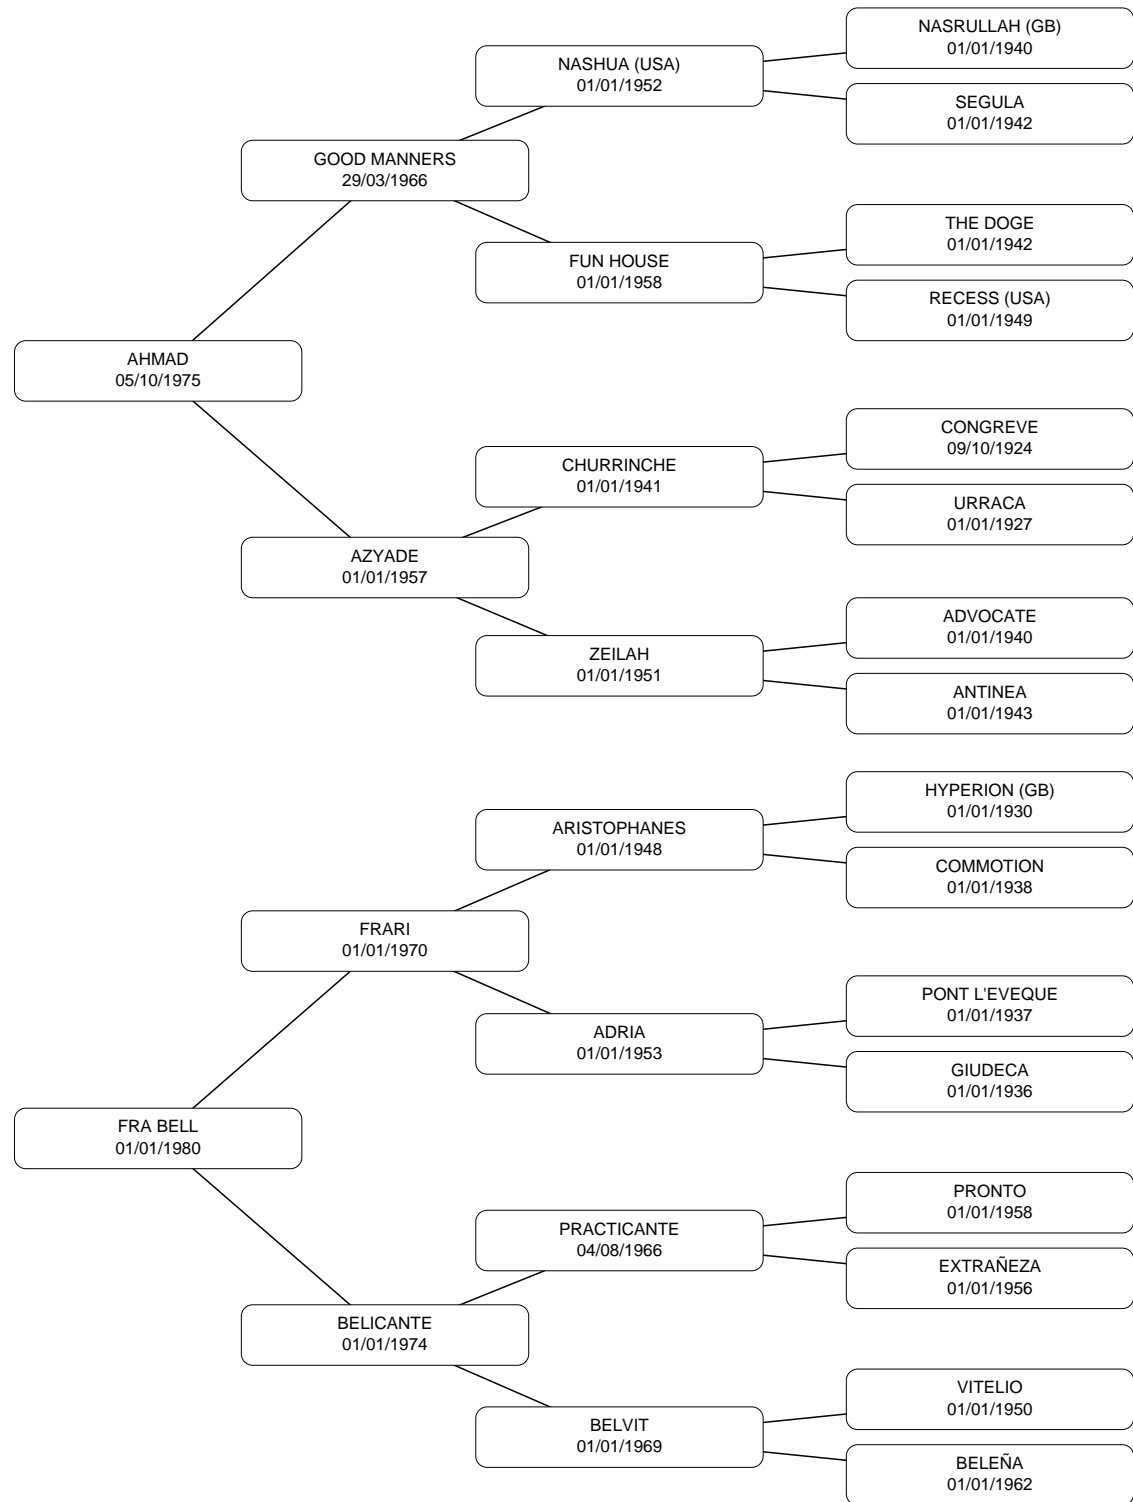 NASRULLAH (GB)
01/01/1940
NASHUA (USA)
01/01/1952
SEGULA
01/01/1942
GOOD MANNERS
29/03/1966
THE DOGE
01/01/1942
FUN HOUSE
01/01/1958
RECESS (USA)
01/01/1949
AHMAD
05/10/1975
CONGREVE
09/10/1924
CHURRINCHE
01/01/1941
URRACA
01/01/1927
AZYADE
01/01/1957
ADVOCATE
01/01/1940
ZEILAH
01/01/1951
ANTINEA
01/01/1943
HYPERION (GB)
01/01/1930
ARISTOPHANES
01/01/1948
COMMOTION
01/01/1938
FRARI
01/01/1970
PONT L'EVEQUE
01/01/1937
ADRIA
01/01/1953
GIUDECA
01/01/1936
FRA BELL
01/01/1980
PRONTO
01/01/1958
PRACTICANTE
04/08/1966
EXTRAÑEZA
01/01/1956
BELICANTE
01/01/1974
VITELIO
01/01/1950
BELVIT
01/01/1969
BELEÑA
01/01/1962